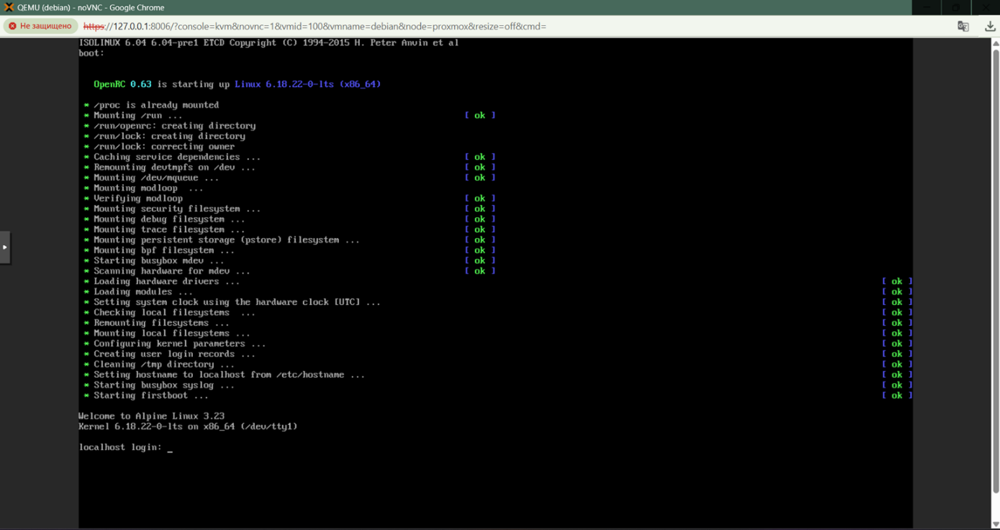 QEMU (debian) - noVNC - Google Chrome
Не защищено https://127.0.0.1:8006/?console=kvm&novnc=1&vmid=100&vmname=debian&node=proxmox&resize=off&cmd=
ISOLINUX 6.04 6.04-pre1 ETCD Copyright (C) 1994-2015 H. Peter Anvin et al
boot:
OpenRC 0.63 is starting up Linux 6.18.22-0-lts (x86_64)
* /proc is already mounted
* Mounting /run ... [ ok ]
* /run/openrc: creating directory
* /run/lock: creating directory
* /run/lock: correcting owner
* Caching service dependencies ... [ ok ]
* Remounting devtmpfs on /dev ... [ ok ]
* Mounting /dev/mqueue ... [ ok ]
* Mounting modloop  ...
* Verifying modloop [ ok ]
* Mounting security filesystem ... [ ok ]
* Mounting debug filesystem ... [ ok ]
* Mounting trace filesystem ... [ ok ]
* Mounting persistent storage (pstore) filesystem ... [ ok ]
* Mounting bpf filesystem ... [ ok ]
* Starting busybox mdev ... [ ok ]
* Scanning hardware for mdev ... [ ok ]
* Loading hardware drivers ... [ ok ]
* Loading modules ... [ ok ]
* Setting system clock using the hardware clock [UTC] ... [ ok ]
* Checking local filesystems  ... [ ok ]
* Remounting filesystems ... [ ok ]
* Mounting local filesystems ... [ ok ]
* Configuring kernel parameters ... [ ok ]
* Creating user login records ... [ ok ]
* Cleaning /tmp directory ... [ ok ]
* Setting hostname to localhost from /etc/hostname ... [ ok ]
* Starting busybox syslog ... [ ok ]
* Starting firstboot ... [ ok ]
Welcome to Alpine Linux 3.23
Kernel 6.18.22-0-lts on x86_64 (/dev/tty1)
localhost login: _